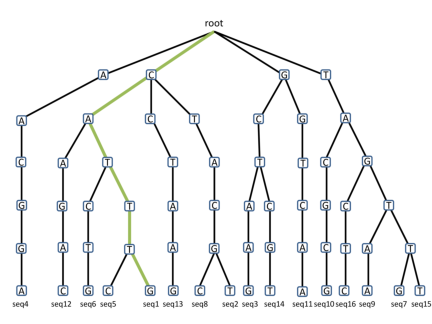 root
A C G T
A A C T C G A
C A T T A T T C G
G G C T A C A C C G C T
G A T T A G A G A C T A T
A C G C G G C T G T A G C A G T
seq4 seq12 seq6 seq5 seq1 seq13 seq8 seq2 seq3 seq14 seq11 seq10 seq16 seq9 seq7 seq15